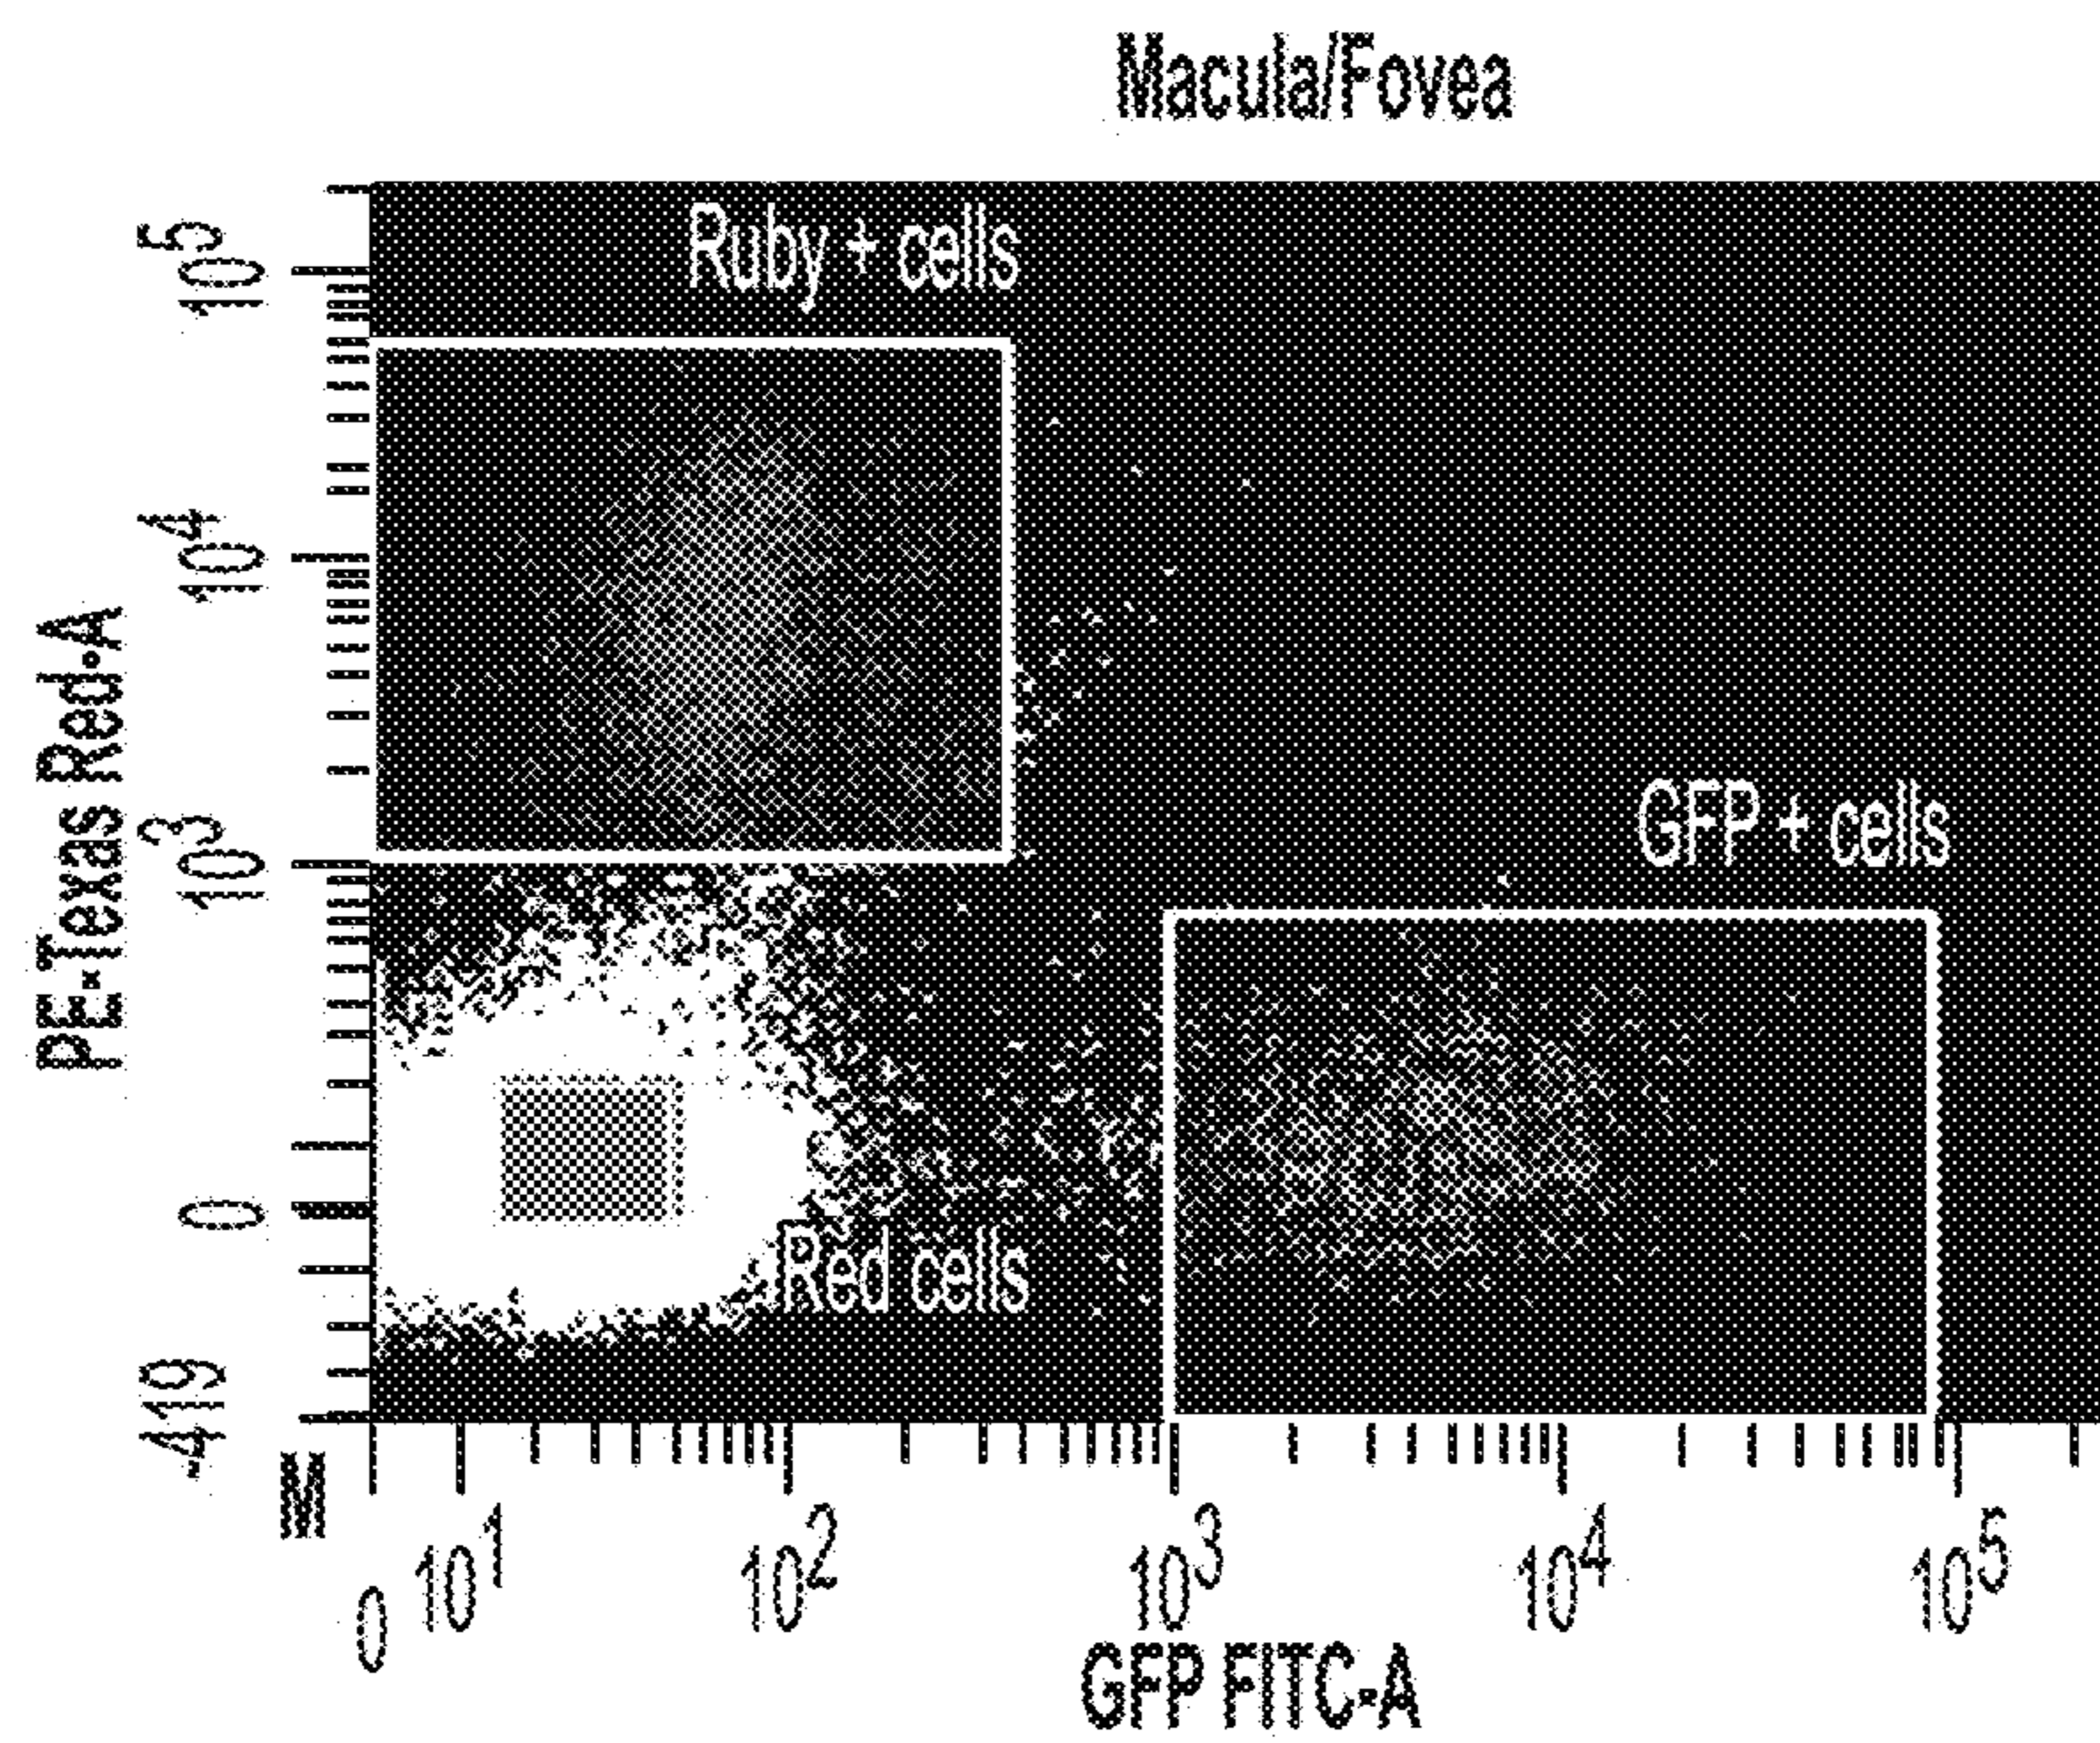 Macula/Fovea
Ruby + cells
GFP + cells
Red cells
PE-Texas Red-A
10^5
10^4
10^3
0
-419
M
0
10^1
10^2
10^3
10^4
10^5
GFP FITC-A